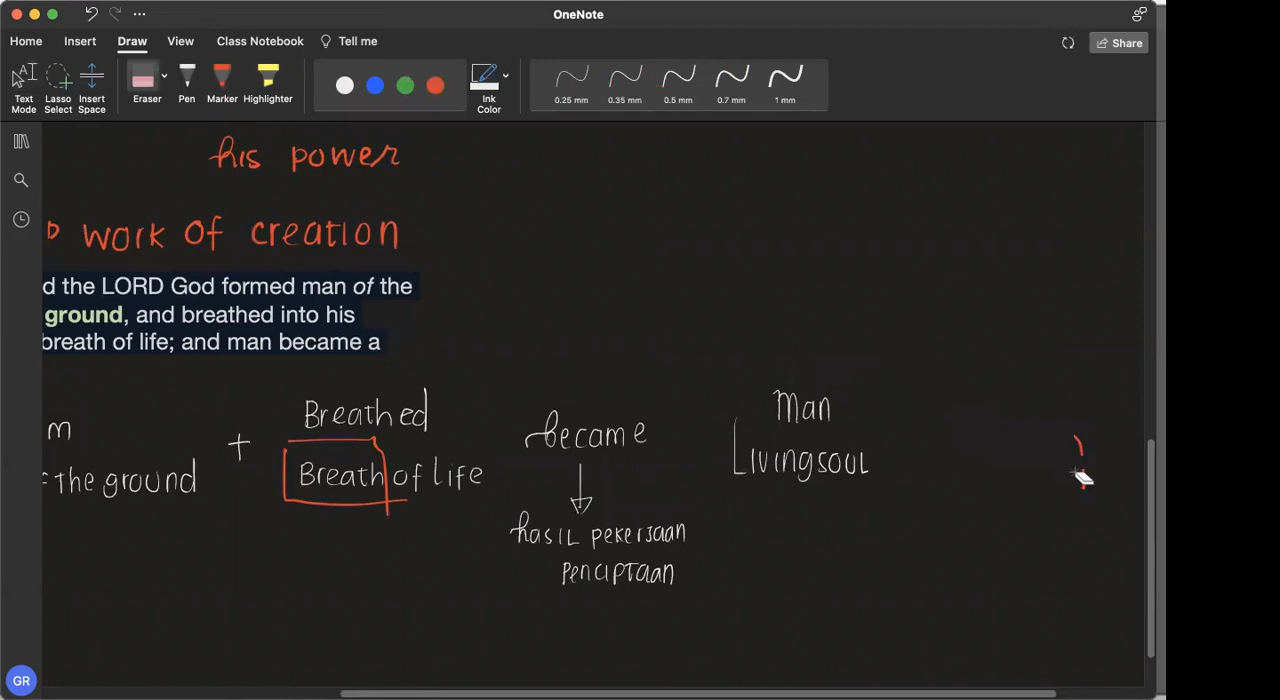 OneNote
Home Insert Draw View Class Notebook Tell me
Share
Text Mode
Lasso Select
Insert Space
Eraser
Pen
Marker
Highlighter
Ink Color
0.25 mm
0.35 mm
0.5 mm
0.7 mm
1 mm
his power
work of creation
d the LORD God formed man of the
ground, and breathed into his
breath of life; and man became a
m
the ground
+
Breathed
Breath of life
became
hasil pekerjaan
penciptaan
Man
Livingsoul
GR